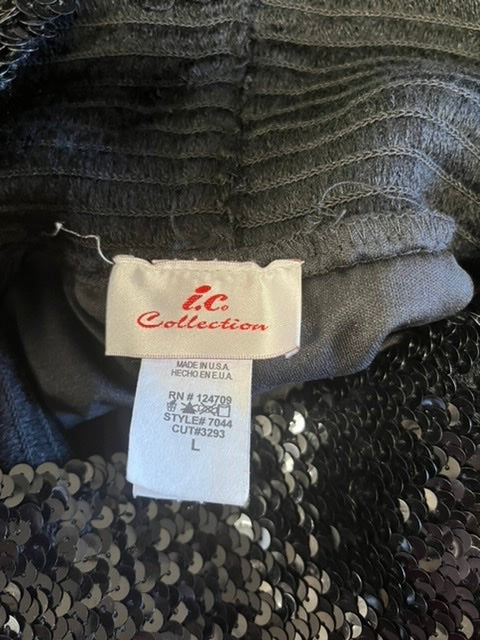 i.c.
Collection
MADE IN U.S.A.
HECHO EN E.U.A.
RN # 124709
STYLE# 7044
CUT#3293
L